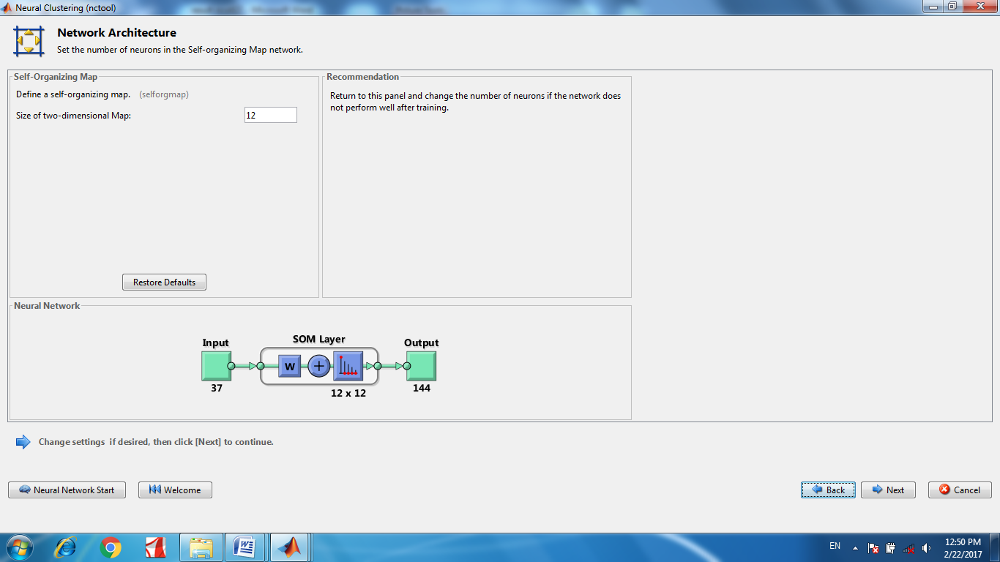 Neural Clustering (nctool)
Network Architecture
Set the number of neurons in the Self-organizing Map network.
Self-Organizing Map
Define a self-organizing map. (selforgmap)
Size of two-dimensional Map: 12
Restore Defaults
Recommendation
Return to this panel and change the number of neurons if the network does
not perform well after training.
Neural Network
Input
SOM Layer
Output
W
37
12 x 12
144
Change settings if desired, then click [Next] to continue.
Neural Network Start
Welcome
Back
Next
Cancel
EN
12:50 PM
2/22/2017